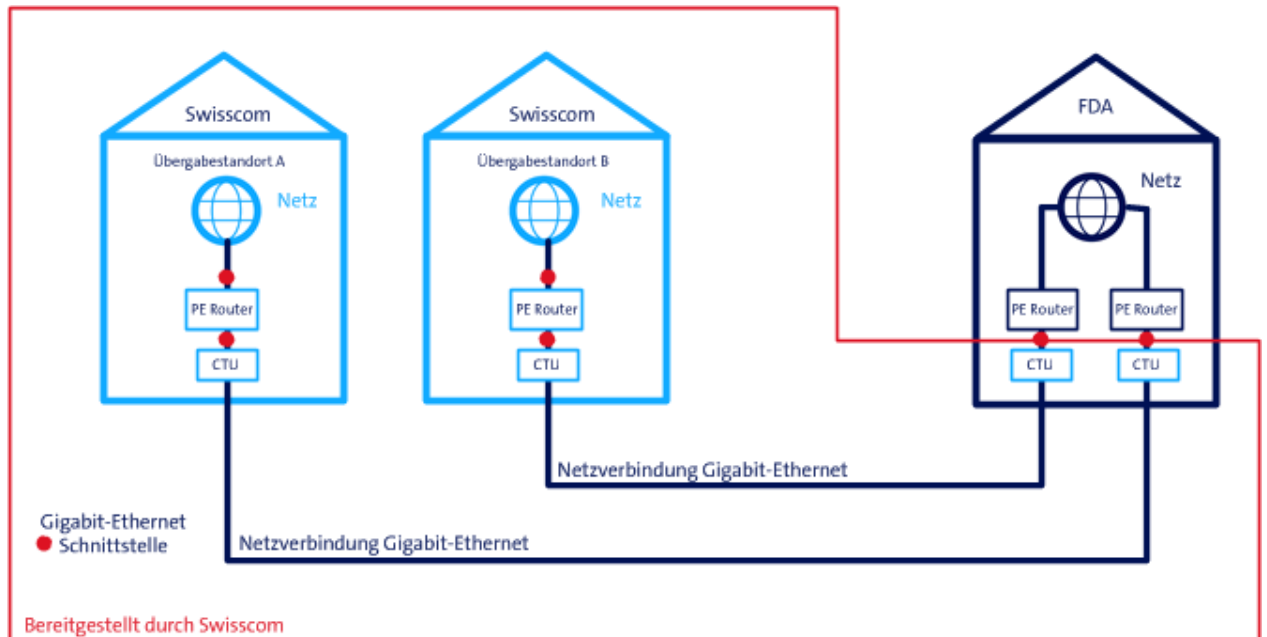 Swisscom
Übergabestandort A
Netz
PE Router
CTU
Swisscom
Übergabestandort B
Netz
PE Router
CTU
FDA
Netz
PE Router
PE Router
CTU
CTU
Netzverbindung Gigabit-Ethernet
Gigabit-Ethernet
Schnittstelle
Netzverbindung Gigabit-Ethernet
Bereitgestellt durch Swisscom